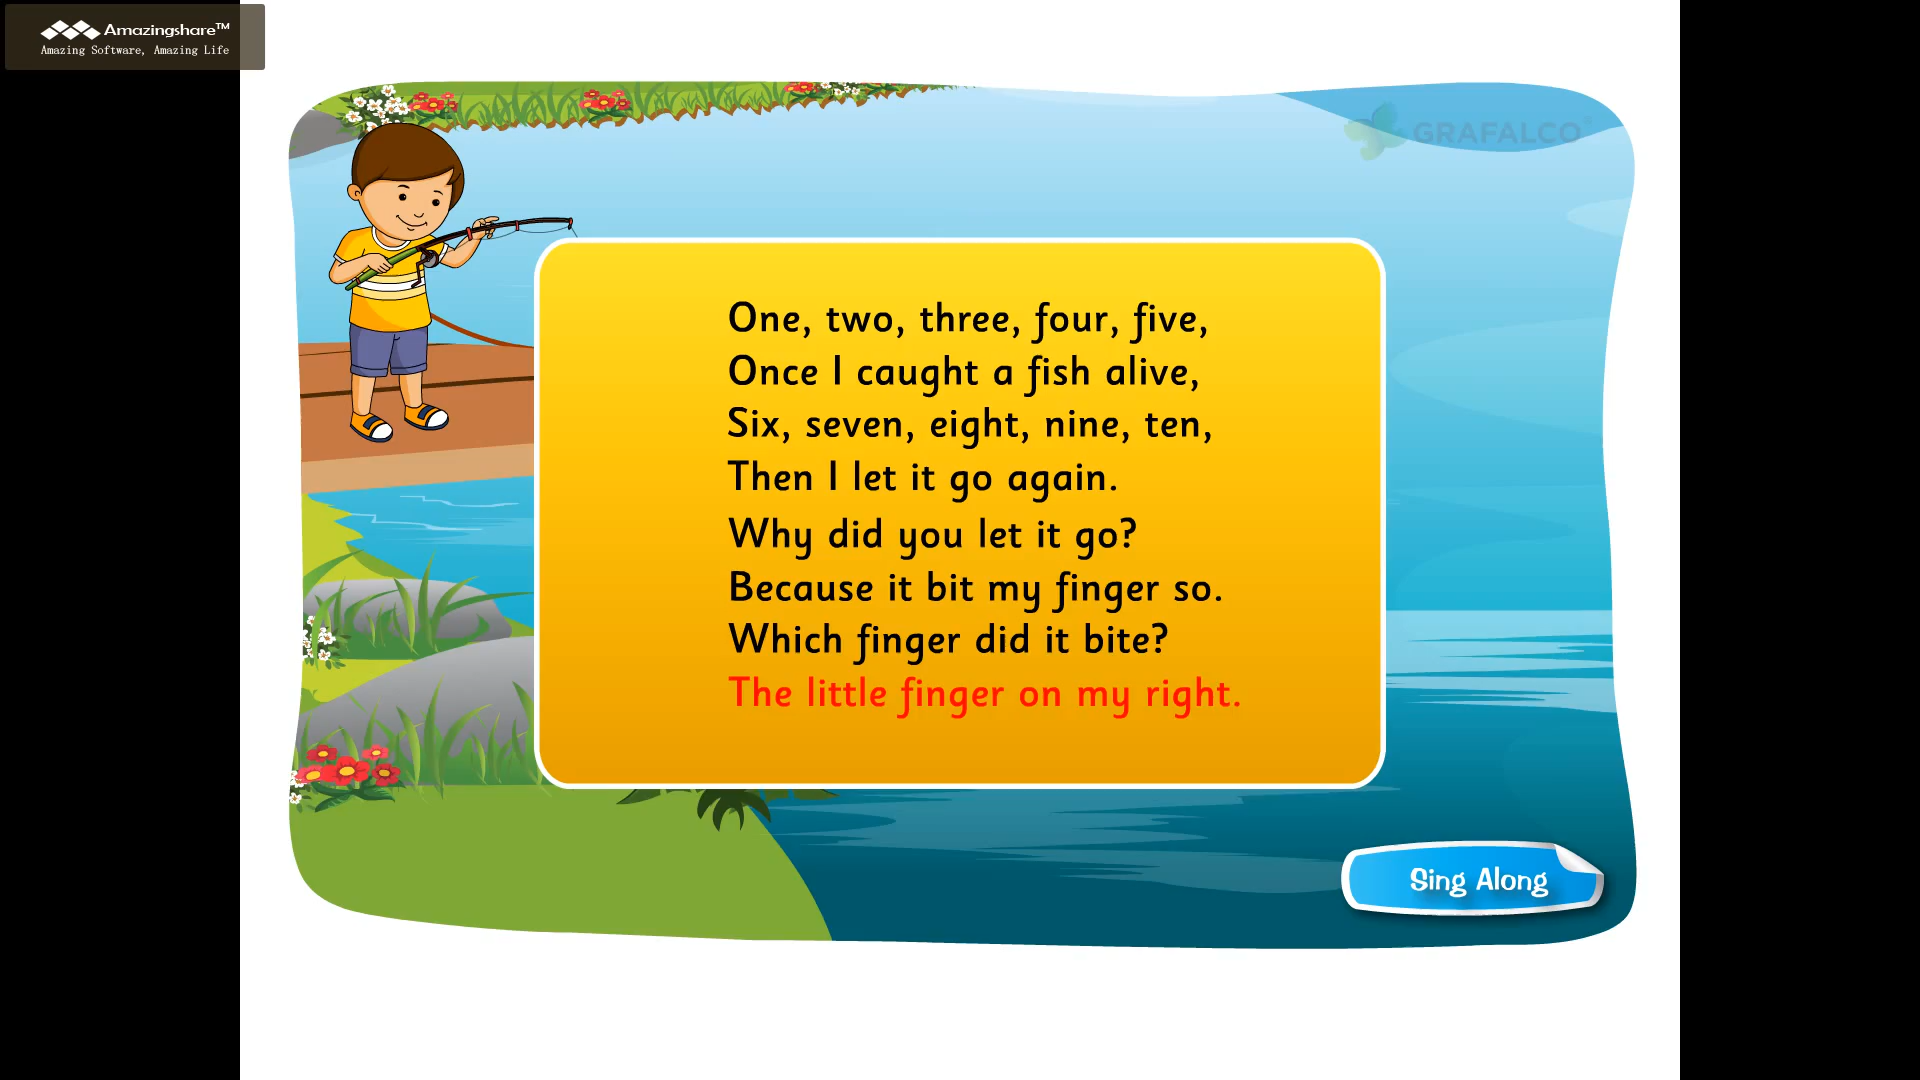 Amazingshare™
Amazing Software, Amazing Life
GRAFALCO®
One, two, three, four, five,
Once I caught a fish alive,
Six, seven, eight, nine, ten,
Then I let it go again.
Why did you let it go?
Because it bit my finger so.
Which finger did it bite?
The little finger on my right.
Sing Along